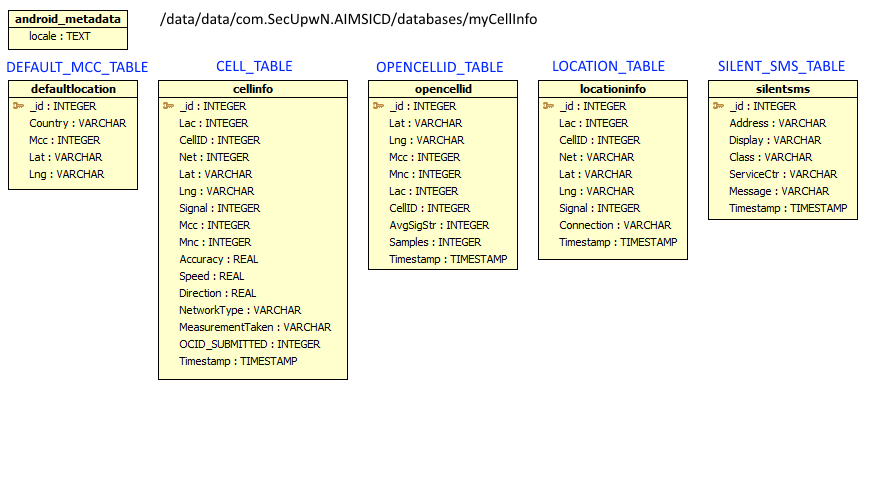 android_metadata
locale : TEXT
/data/data/com.SecUpwN.AIMSICD/databases/myCellInfo
DEFAULT_MCC_TABLE
defaultlocation
_id : INTEGER
Country : VARCHAR
Mcc : INTEGER
Lat : VARCHAR
Lng : VARCHAR
CELL_TABLE
cellinfo
_id : INTEGER
Lac : INTEGER
CellID : INTEGER
Net : INTEGER
Lat : VARCHAR
Lng : VARCHAR
Signal : INTEGER
Mcc : INTEGER
Mnc : INTEGER
Accuracy : REAL
Speed : REAL
Direction : REAL
NetworkType : VARCHAR
MeasurementTaken : VARCHAR
OCID_SUBMITTED : INTEGER
Timestamp : TIMESTAMP
OPENCELLID_TABLE
opencellid
_id : INTEGER
Lat : VARCHAR
Lng : VARCHAR
Mcc : INTEGER
Mnc : INTEGER
Lac : INTEGER
CellID : INTEGER
AvgSigStr : INTEGER
Samples : INTEGER
Timestamp : TIMESTAMP
LOCATION_TABLE
locationinfo
_id : INTEGER
Lac : INTEGER
CellID : INTEGER
Net : VARCHAR
Lat : VARCHAR
Lng : VARCHAR
Signal : INTEGER
Connection : VARCHAR
Timestamp : TIMESTAMP
SILENT_SMS_TABLE
silentsms
_id : INTEGER
Address : VARCHAR
Display : VARCHAR
Class : VARCHAR
ServiceCtr : VARCHAR
Message : VARCHAR
Timestamp : TIMESTAMP